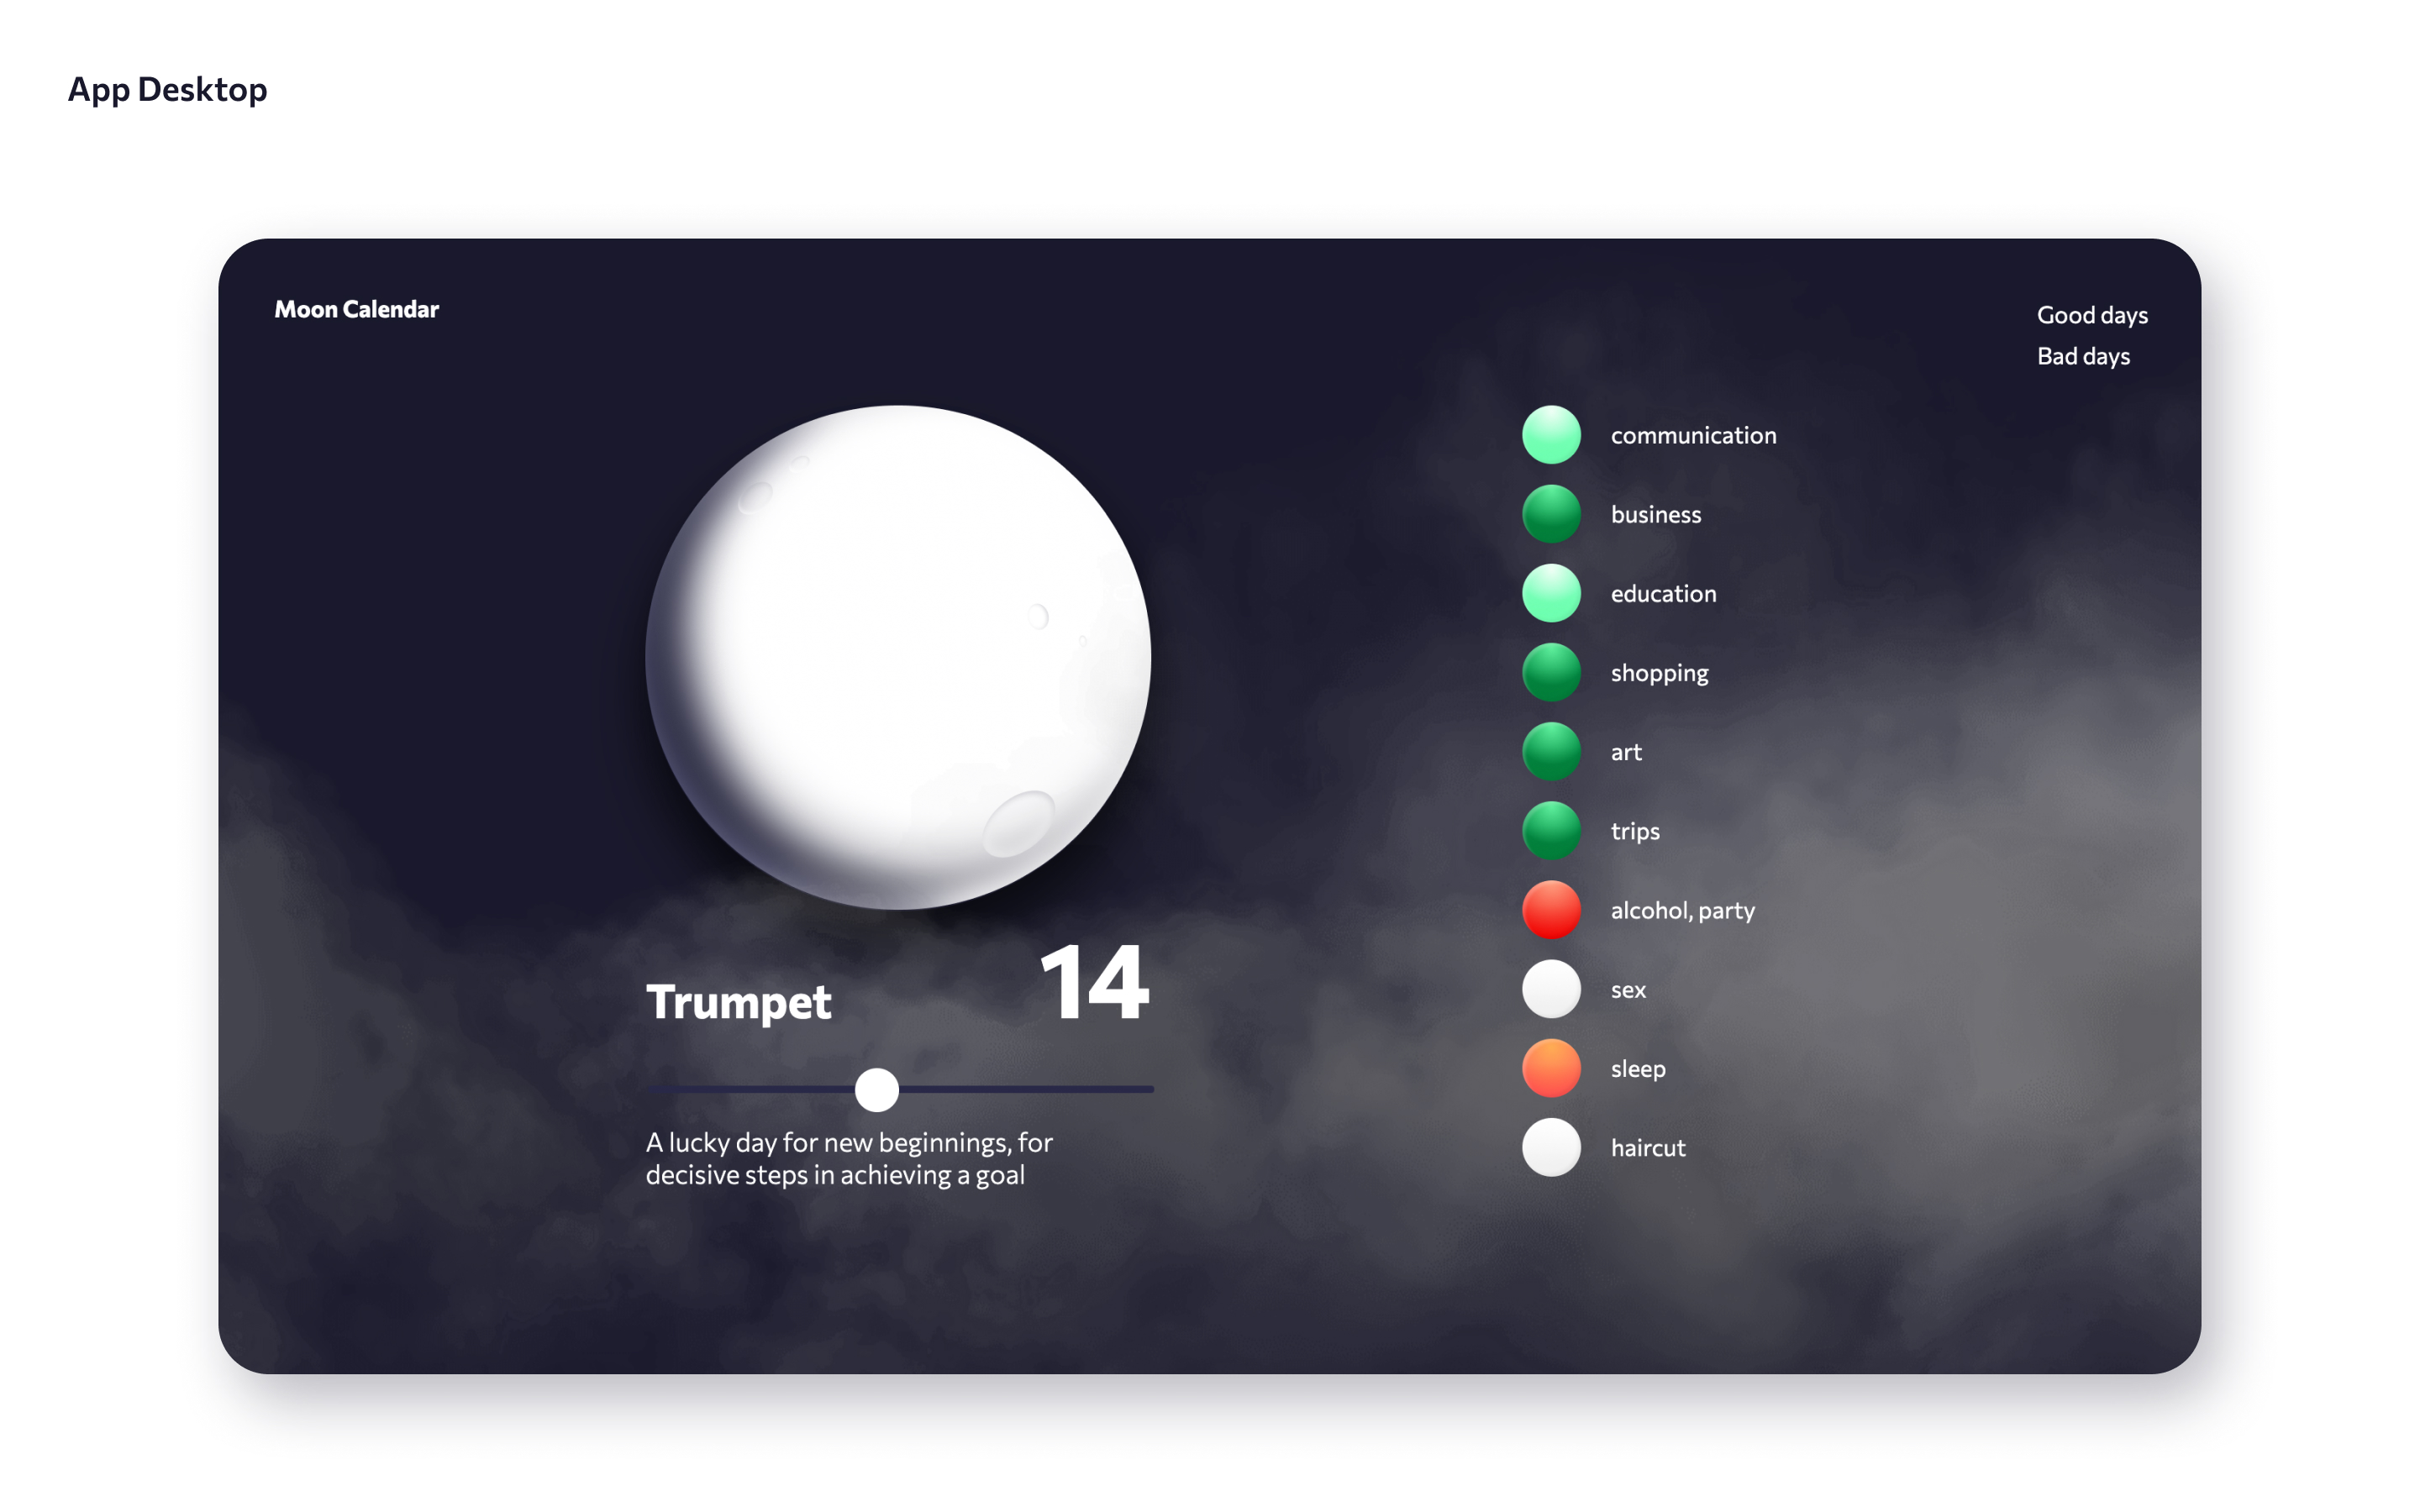 App Desktop
Moon Calendar
Good days
Bad days
communication
business
education
shopping
art
trips
alcohol, party
sex
sleep
haircut
Trumpet
14
A lucky day for new beginnings, for
decisive steps in achieving a goal